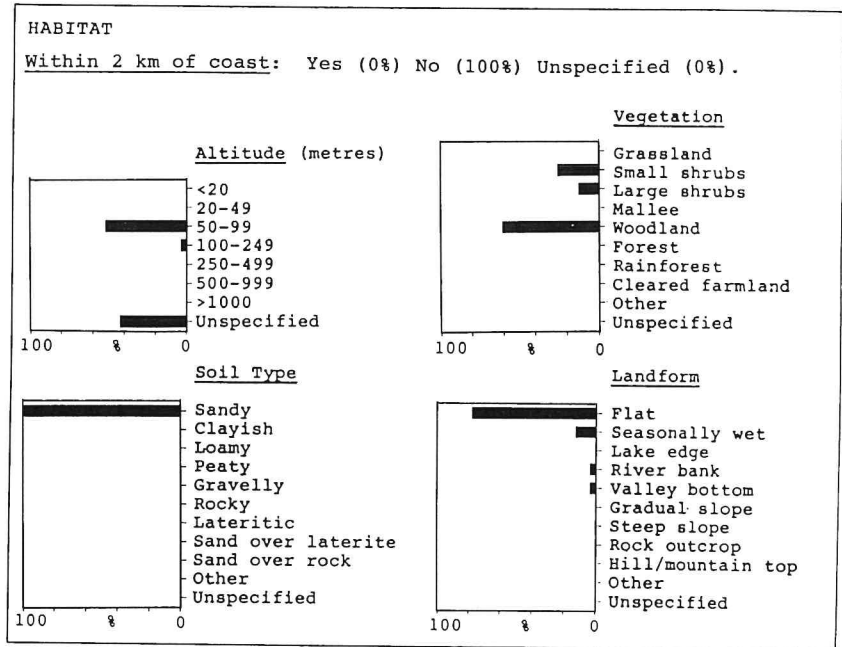 HABITAT
Within 2 km of coast: Yes (0%) No (100%) Unspecified (0%).
Altitude (metres)
<20
20-49
50-99
100-249
250-499
500-999
>1000
Unspecified
100 % 0
Vegetation
Grassland
Small shrubs
Large shrubs
Mallee
Woodland
Forest
Rainforest
Cleared farmland
Other
Unspecified
100 % 0
Soil Type
Sandy
Clayish
Loamy
Peaty
Gravelly
Rocky
Lateritic
Sand over laterite
Sand over rock
Other
Unspecified
100 % 0
Landform
Flat
Seasonally wet
Lake edge
River bank
Valley bottom
Gradual slope
Steep slope
Rock outcrop
Hill/mountain top
Other
Unspecified
100 % 0